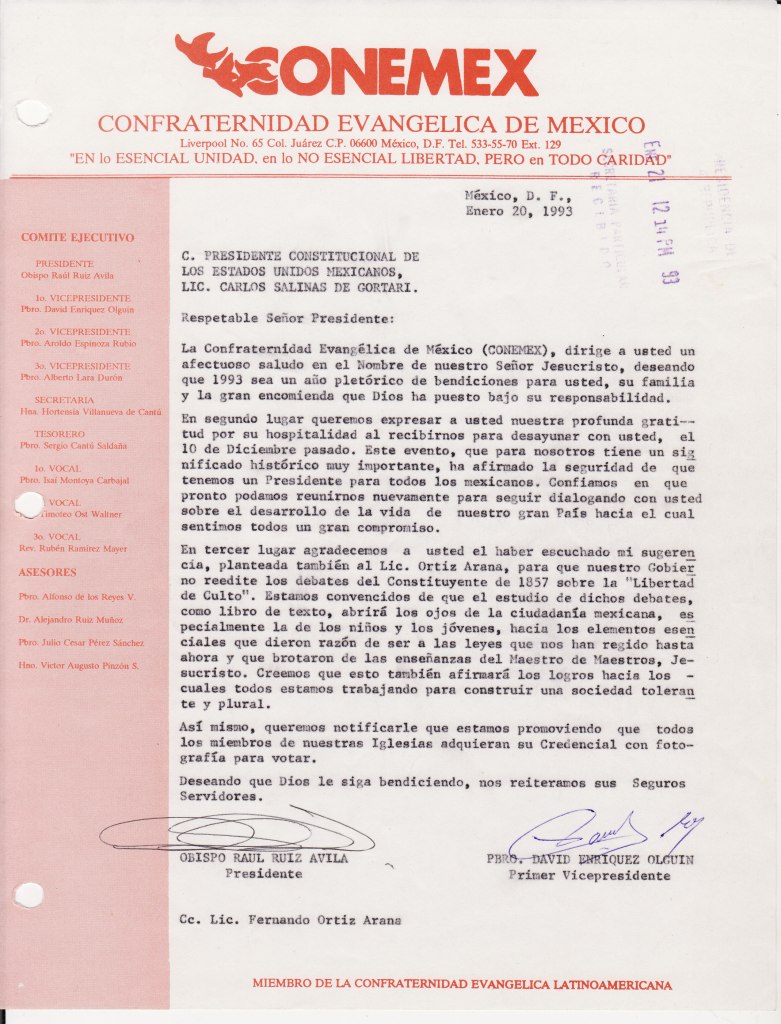 CONEMEX
CONFRATERNIDAD EVANGELICA DE MEXICO
Liverpool No. 65 Col. Juárez C.P. 06600 México, D.F. Tel. 533-55-70 Ext. 129
"EN lo ESENCIAL UNIDAD, en lo NO ESENCIAL LIBERTAD, PERO en TODO CARIDAD"
ENE 21 12 14 PM 93
SECRETARIA PARTICULAR
RECIBIDO
México, D. F.,
Enero 20, 1993
COMITE EJECUTIVO
PRESIDENTE
Obispo Raúl Ruiz Avila
1o. VICEPRESIDENTE
Pbro. David Enriquez Olguin
2o. VICEPRESIDENTE
Pbro. Aroldo Espinoza Rubio
3o. VICEPRESIDENTE
Pbro. Alberto Lara Durón
SECRETARIA
Hna. Hortensia Villanueva de Cantú
TESORERO
Pbro. Sergio Cantú Saldaña
1o. VOCAL
Pbro. Isaí Montoya Carbajal
VOCAL
Timoteo Ost Waltner
3o. VOCAL
Rev. Rubén Ramírez Mayer
ASESORES
Pbro. Alfonso de los Reyes V.
Dr. Alejandro Ruiz Muñoz
Pbro. Julio Cesar Pérez Sánchez
Hno. Victor Augusto Pinzón S.
C. PRESIDENTE CONSTITUCIONAL DE
LOS ESTADOS UNIDOS MEXICANOS,
LIC. CARLOS SALINAS DE GORTARI.
Respetable Señor Presidente:
La Confraternidad Evangélica de México (CONEMEX), dirige a usted un
afectuoso saludo en el Nombre de nuestro Señor Jesucristo, deseando
que 1993 sea un año pletórico de bendiciones para usted, su familia
y la gran encomienda que Dios ha puesto bajo su responsabilidad.
En segundo lugar queremos expresar a usted nuestra profunda grati--
tud por su hospitalidad al recibirnos para desayunar con usted, el
10 de Diciembre pasado. Este evento, que para nosotros tiene un sig
nificado histórico muy importante, ha afirmado la seguridad de que
tenemos un Presidente para todos los mexicanos. Confiamos en que
pronto podamos reunirnos nuevamente para seguir dialogando con usted
sobre el desarrollo de la vida de nuestro gran País hacia el cual
sentimos todos un gran compromiso.
En tercer lugar agradecemos a usted el haber escuchado mi sugeren
cia, planteada también al Lic. Ortiz Arana, para que nuestro Gobier
no reedite los debates del Constituyente de 1857 sobre la "Libertad
de Culto". Estamos convencidos de que el estudio de dichos debates,
como libro de texto, abrirá los ojos de la ciudadanía mexicana, es
pecialmente la de los niños y los jóvenes, hacia los elementos esen
ciales que dieron razón de ser a las leyes que nos han regido hasta
ahora y que brotaron de las enseñanzas del Maestro de Maestros, Je-
sucristo. Creemos que esto también afirmará los logros hacia los -
cuales todos estamos trabajando para construir una sociedad toleran
te y plural.
Así mismo, queremos notificarle que estamos promoviendo que todos
los miembros de nuestras Iglesias adquieran su Credencial con foto-
grafía para votar.
Deseando que Dios le siga bendiciendo, nos reiteramos sus Seguros
Servidores.
OBISPO RAUL RUIZ AVILA
Presidente
PBRO. DAVID ENRIQUEZ OLGUIN
Primer Vicepresidente
Cc. Lic. Fernando Ortiz Arana
MIEMBRO DE LA CONFRATERNIDAD EVANGELICA LATINOAMERICANA